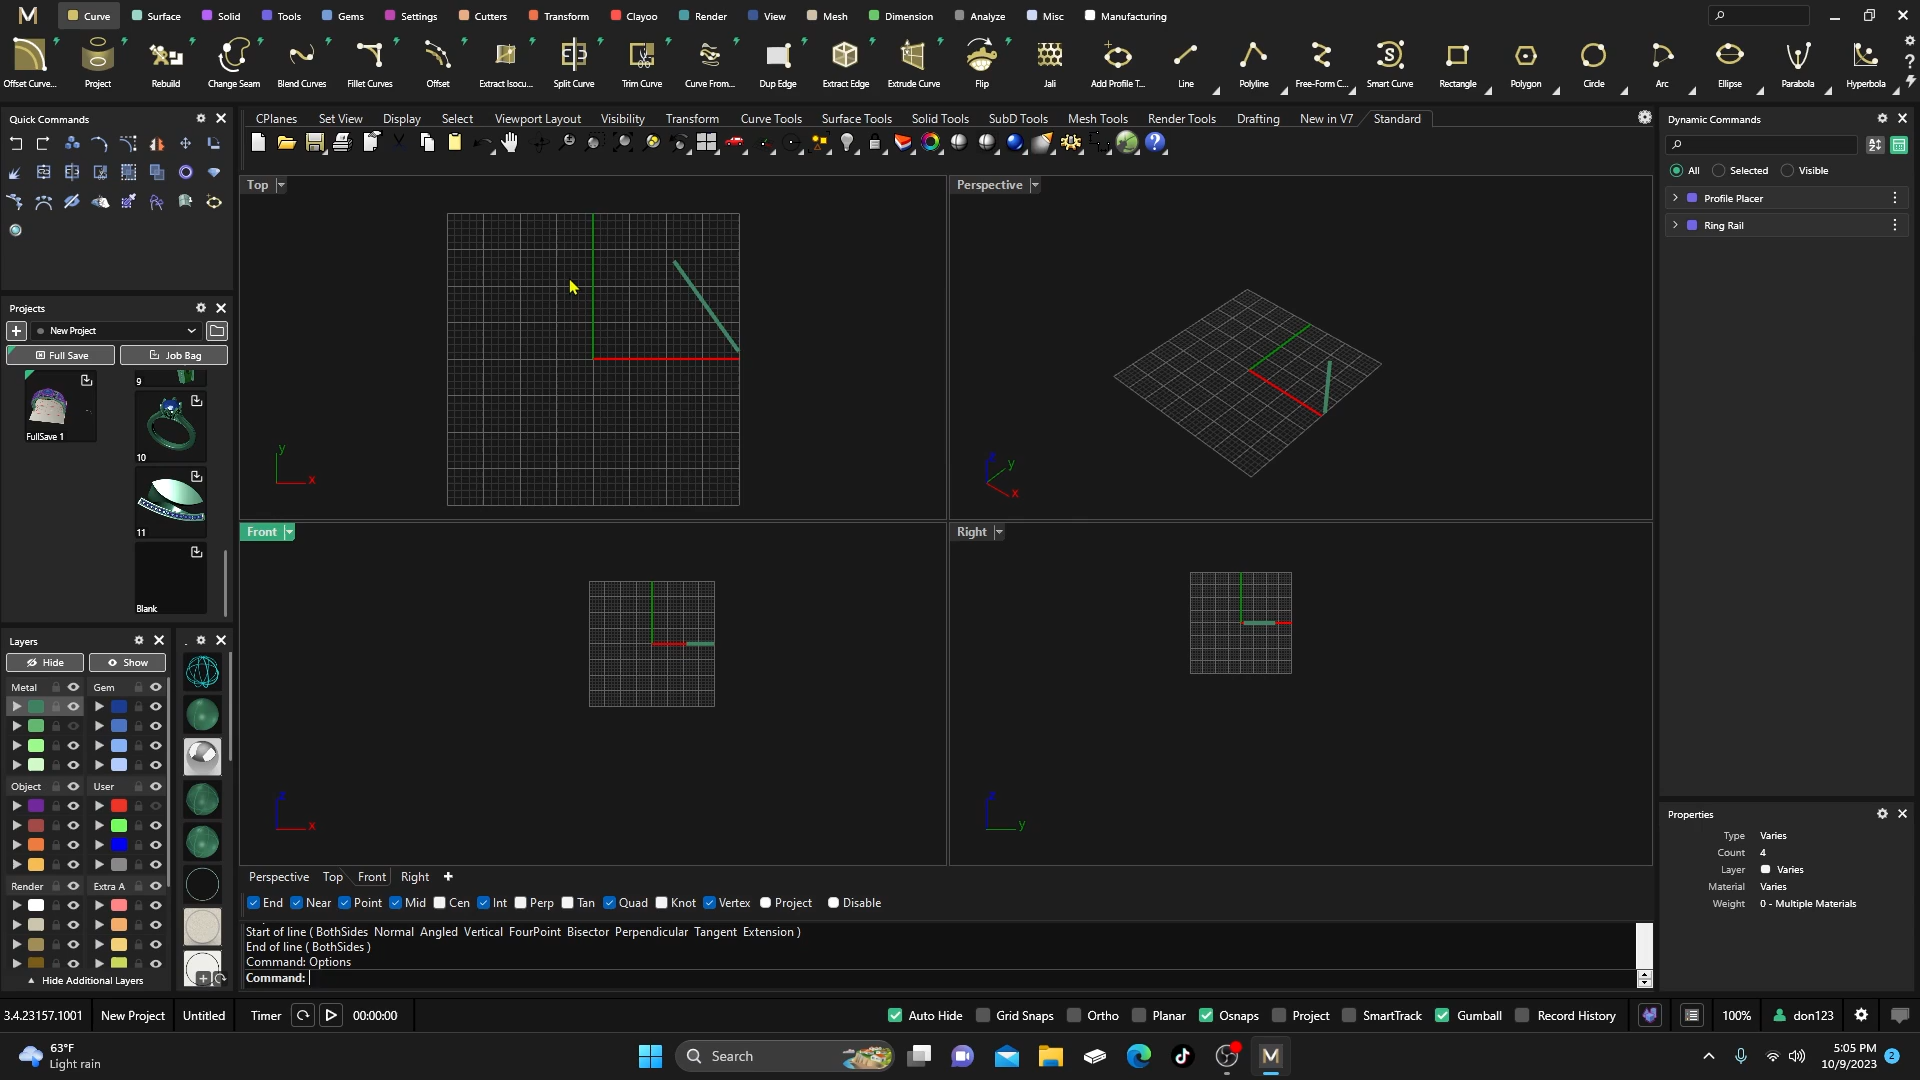 Curve Surface Solid Tools Gems Settings Cutters Transform Clayoo Render View Mesh Dimension Analyze Misc Manufacturing
Offset Curve... Project Rebuild Change Seam Blend Curves Fillet Curves Offset Extract Isocu... Split Curve Trim Curve Curve From... Dup Edge Extract Edge Extrude Curve Flip Jali Add Profile T... Line Polyline Free-Form C... Smart Curve Rectangle Polygon Circle Arc Ellipse Parabola Hyperbola
Quick Commands
CPlanes Set View Display Select Viewport Layout Visibility Transform Curve Tools Surface Tools Solid Tools SubD Tools Mesh Tools Render Tools Drafting New in V7 Standard
Dynamic Commands
All Selected Visible
Profile Placer
Ring Rail
Top
Perspective
y
x
y
x
Projects
New Project
Full Save Job Bag
FullSave 1
9
10
11
Blank
Front
Right
x
y
Layers
Hide Show
Metal Gem
Object User
Render Extra A
Hide Additional Layers
Properties
Type Varies
Count 4
Layer Varies
Material Varies
Weight 0 - Multiple Materials
Perspective Top Front Right
End Near Point Mid Cen Int Perp Tan Quad Knot Vertex Project Disable
Start of line ( BothSides Normal Angled Vertical FourPoint Bisector Perpendicular Tangent Extension )
End of line ( BothSides )
Command: Options
Command:
3.4.23157.1001 New Project Untitled Timer 00:00:00 Auto Hide Grid Snaps Ortho Planar Osnaps Project SmartTrack Gumball Record History 100% don123
63°F
Light rain
Search
5:05 PM
10/9/2023
2